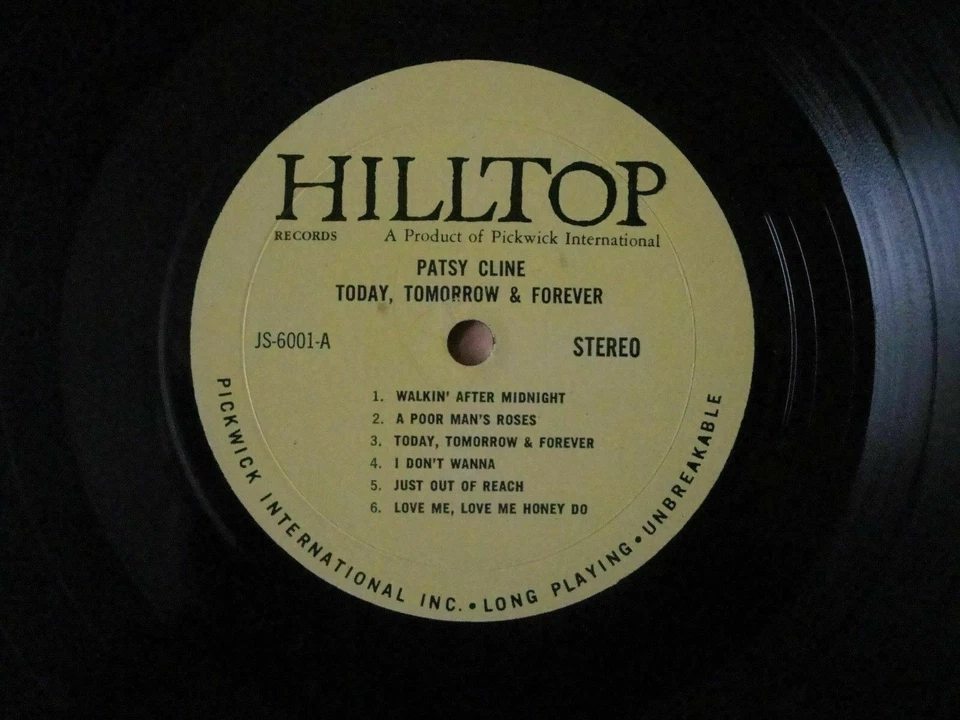 HILLTOP
RECORDS A Product of Pickwick International
PATSY CLINE
TODAY, TOMORROW & FOREVER
JS-6001-A STEREO
1. WALKIN' AFTER MIDNIGHT
2. A POOR MAN'S ROSES
3. TODAY, TOMORROW & FOREVER
4. I DON'T WANNA
5. JUST OUT OF REACH
6. LOVE ME, LOVE ME HONEY DO
PICKWICK INTERNATIONAL INC. • LONG PLAYING • UNBREAKABLE